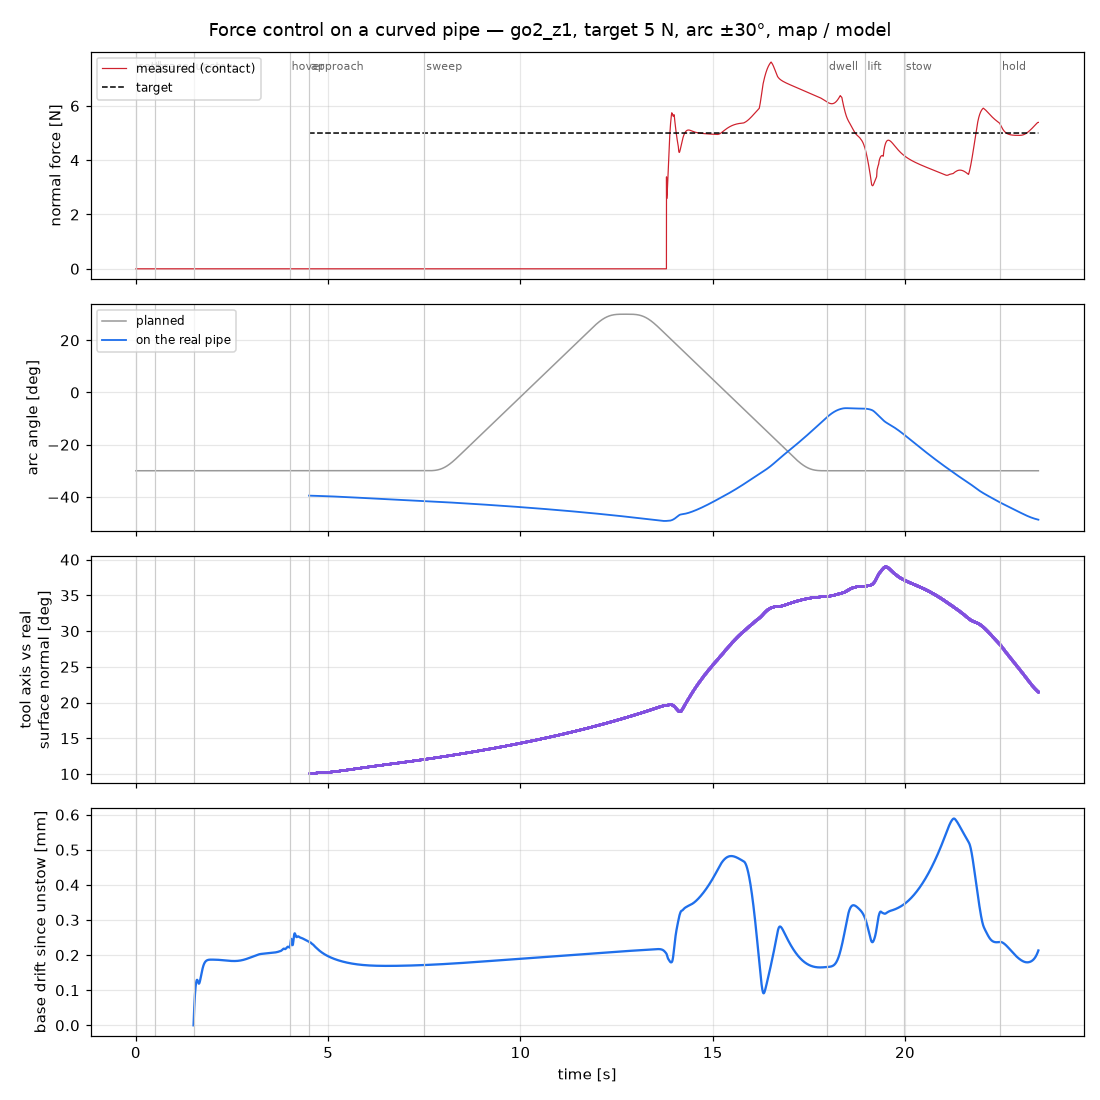 Force control on a curved pipe — go2_z1, target 5 N, arc ±30°, map / model
measured (contact)
target
hover
approach
sweep
dwell
lift
stow
hold
normal force [N]
6
4
2
0
planned
on the real pipe
arc angle [deg]
20
0
−20
−40
tool axis vs real
surface normal [deg]
40
35
30
25
20
15
10
base drift since unstow [mm]
0.6
0.5
0.4
0.3
0.2
0.1
0.0
0
5
10
15
20
time [s]